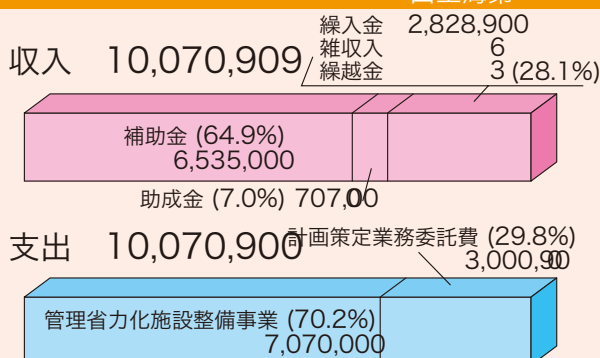 繰入金 2,828,900
雑収入 6
繰越金 3 (28.1%)
収入 10,070,909
補助金 (64.9%)
6,535,000
助成金 (7.0%) 707,000
支出 10,070,900
計画策定業務委託費 (29.8%)
3,000,900
管理省力化施設整備事業 (70.2%)
7,070,000